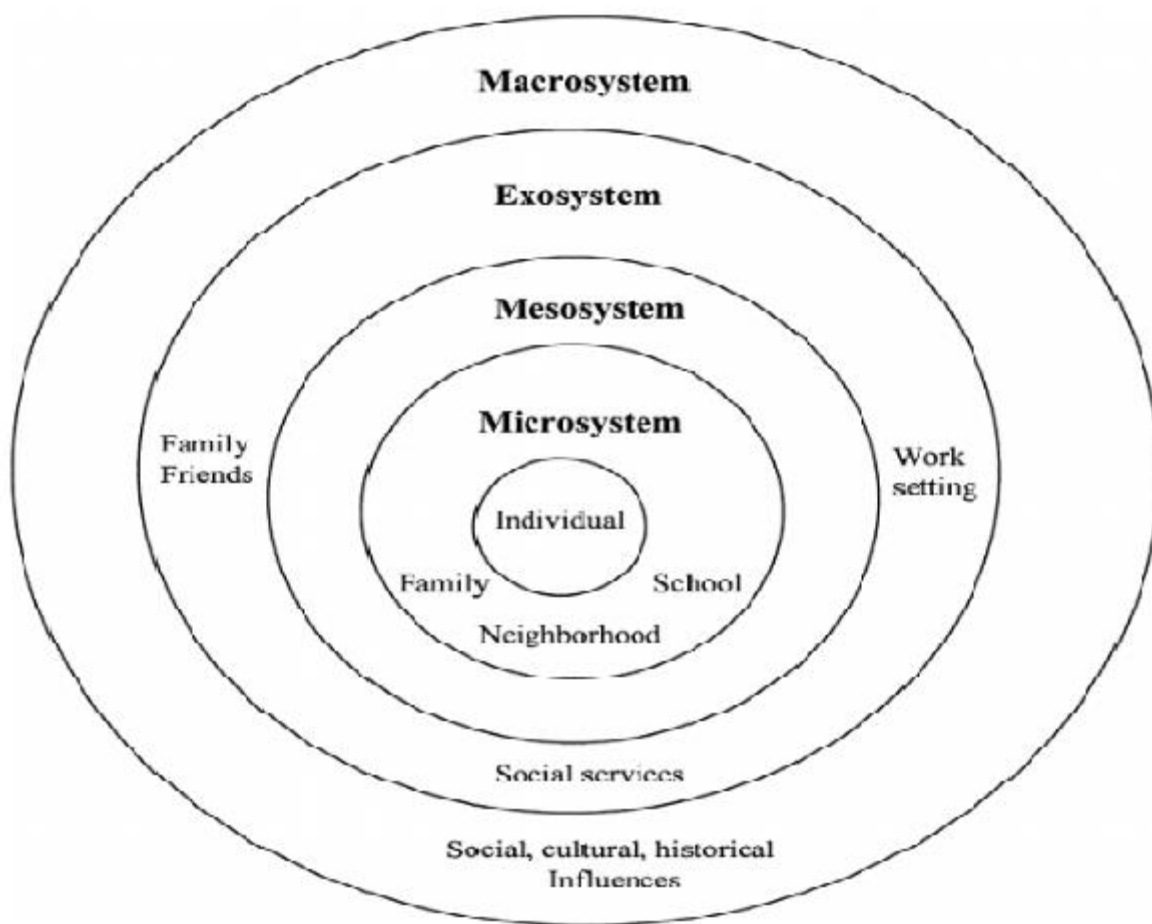 Macrosystem
Exosystem
Mesosystem
Microsystem
Family
Friends
Work
setting
Individual
Family
School
Neighborhood
Social services
Social, cultural, historical
Influences